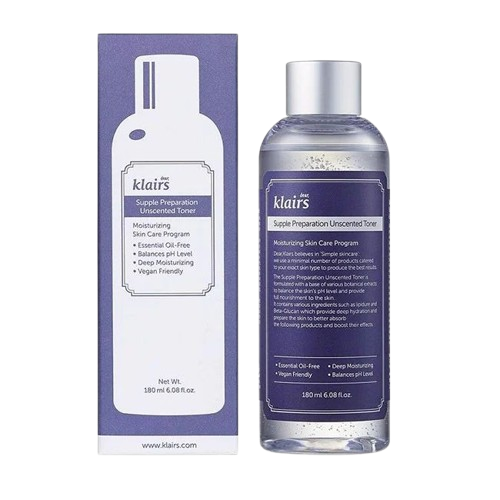 dear,
klairs
Supple Preparation
Unscented Toner
Moisturizing
Skin Care Program
• Essential Oil-Free
• Balances pH Level
• Deep Moisturizing
• Vegan Friendly
Net Wt.
180 ml 6.08 fl.oz.
www.klairs.com
dear,
klairs
Supple Preparation Unscented Toner
Moisturizing Skin Care Program
Dear, Klairs believes in 'Simple skincare:
we use a minimal number of products catered
to your exact skin type to produce the best results.
The Supple Preparation Unscented Toner is
formulated with a base of various botanical extracts
to balance the skin's pH level and provide
full nourishment to the skin.
It contains various ingredients such as lipidure and
Beta-Glucan which provide deep hydration and
prepare the skin to better absorb
the following products and boost their effects.
• Essential Oil-Free • Deep Moisturizing
• Vegan Friendly • Balances pH Level
180 ml 6.08 fl.oz.